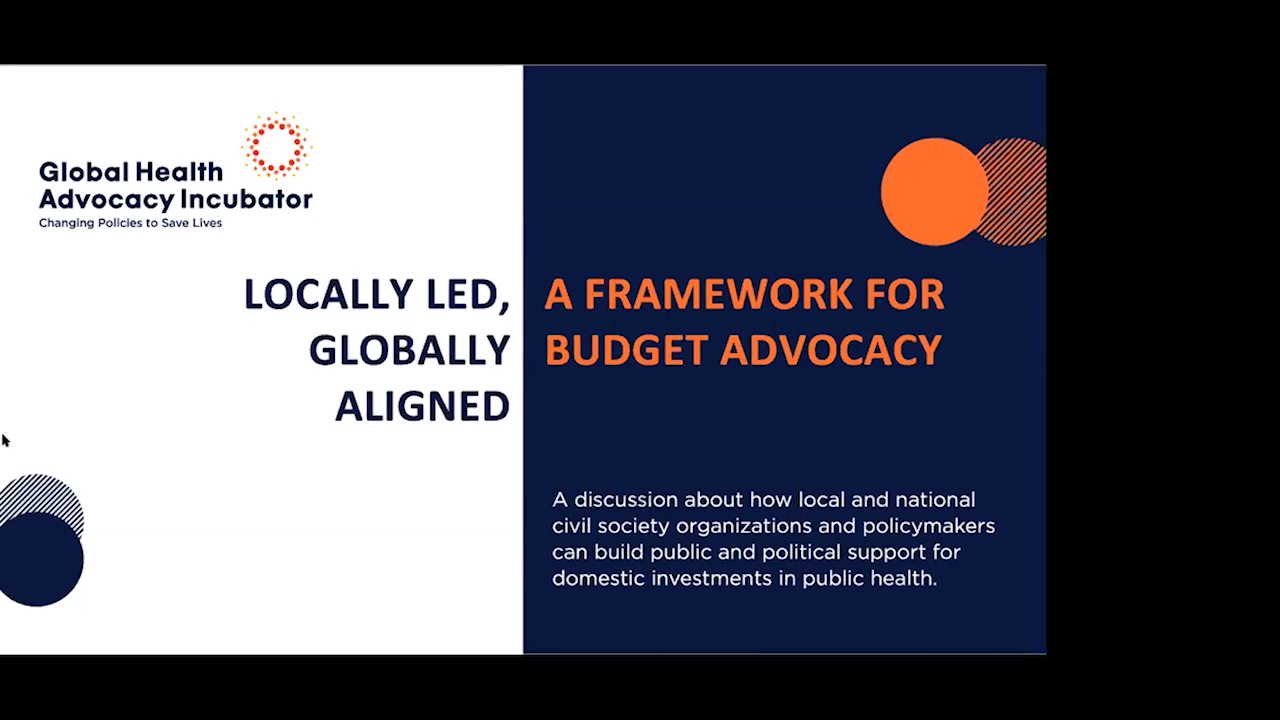 Global Health
Advocacy Incubator
Changing Policies to Save Lives
LOCALLY LED,
GLOBALLY
ALIGNED
A FRAMEWORK FOR
BUDGET ADVOCACY
A discussion about how local and national
civil society organizations and policymakers
can build public and political support for
domestic investments in public health.